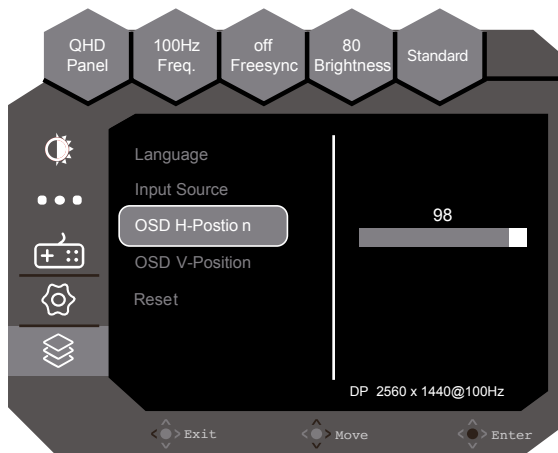 QHD
Panel
100Hz
Freq.
off
Freesync
80
Brightness
Standard
Language
Input Source
OSD H-Postio n
OSD V-Position
Reset
98
DP 2560 x 1440@100Hz
Exit
Move
Enter